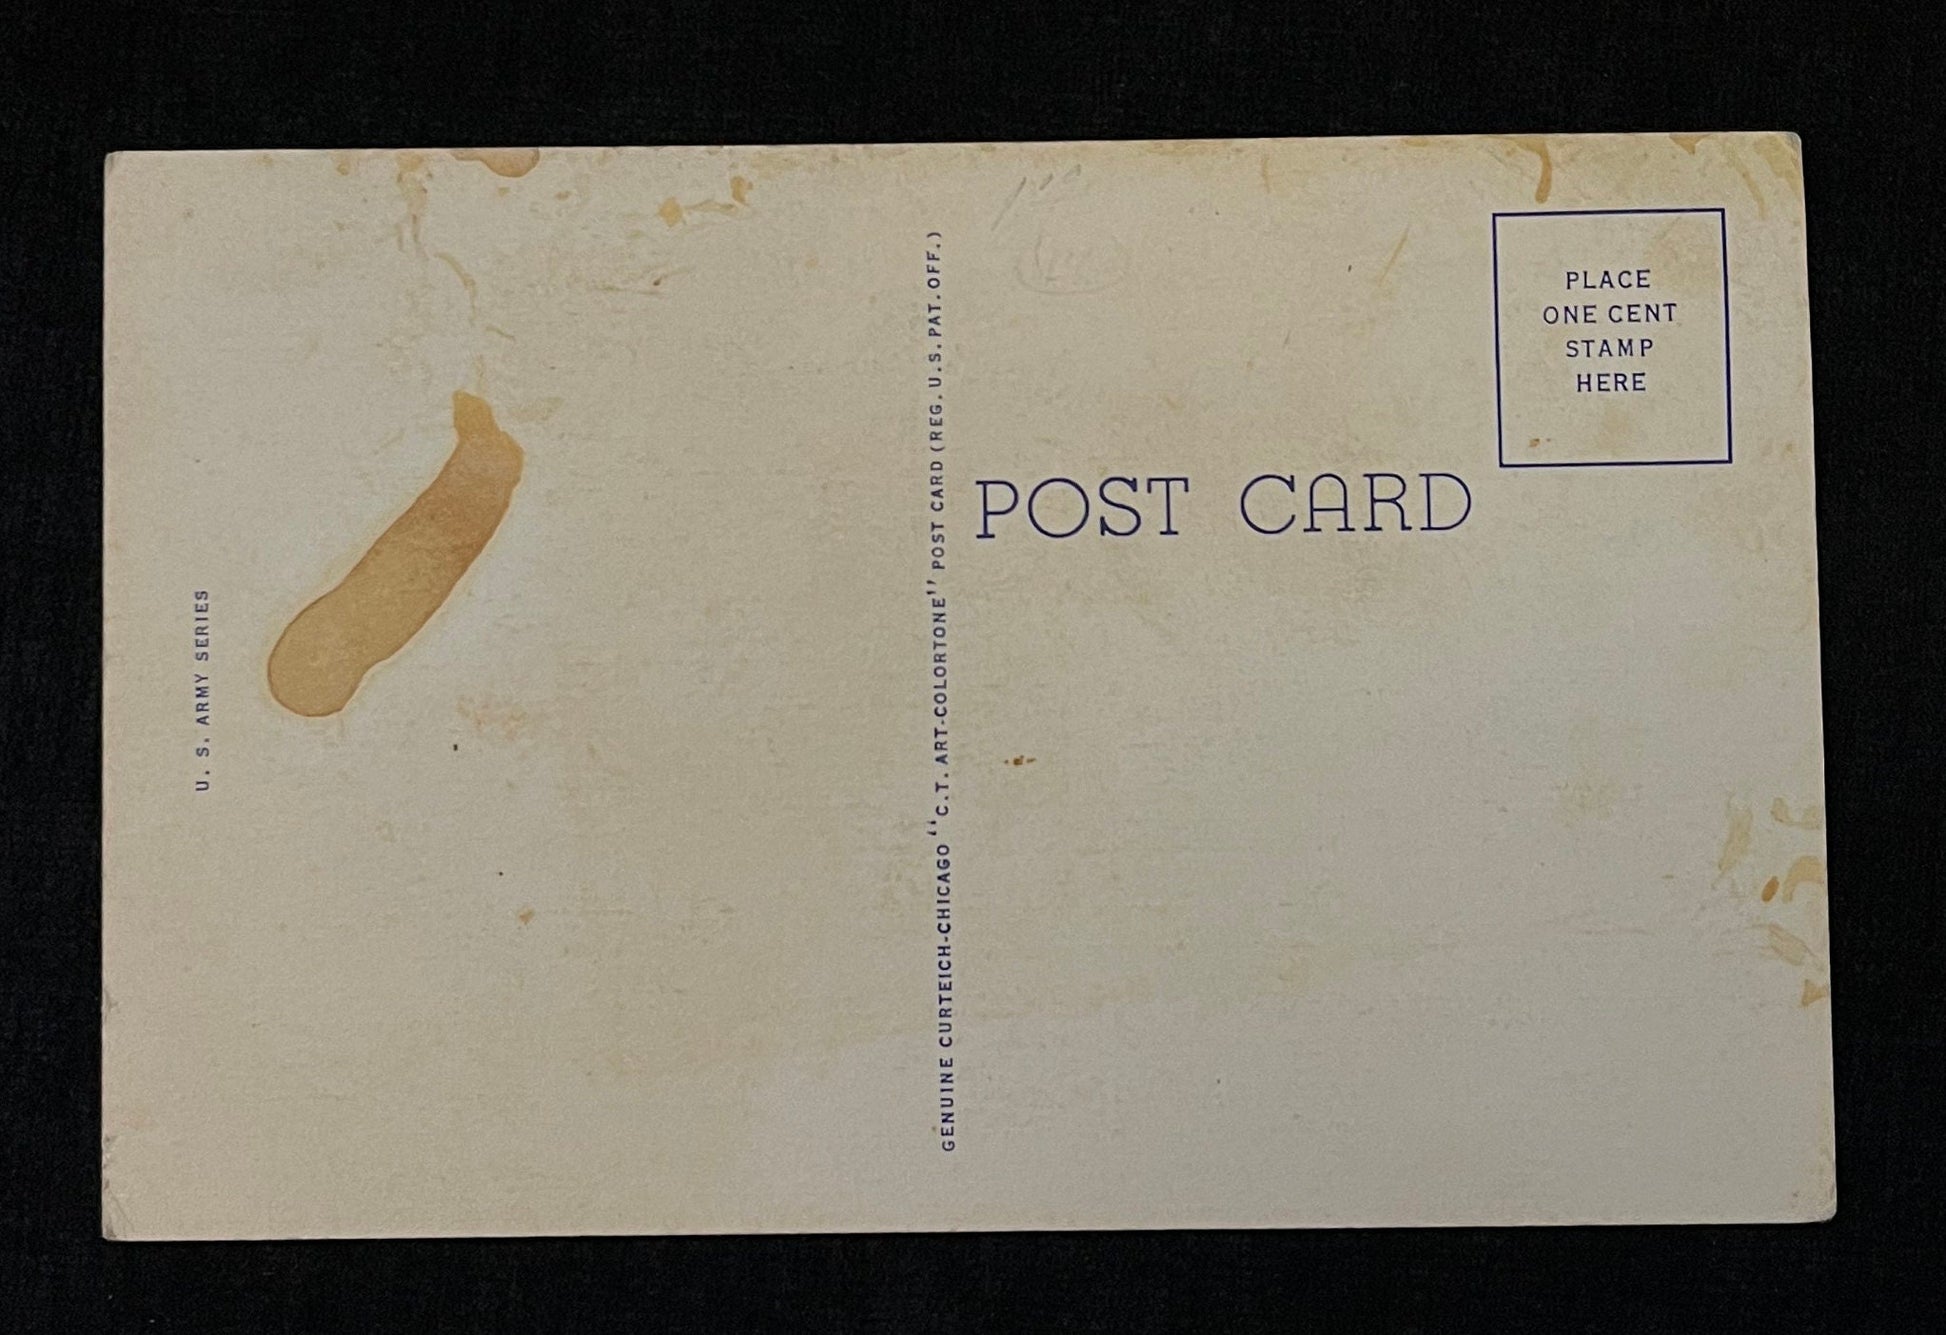 U. S. ARMY SERIES
GENUINE CURTEICH-CHICAGO "C.T. ART-COLORTONE" POST CARD (REG. U.S. PAT. OFF.)
POST CARD
PLACE
ONE CENT
STAMP
HERE